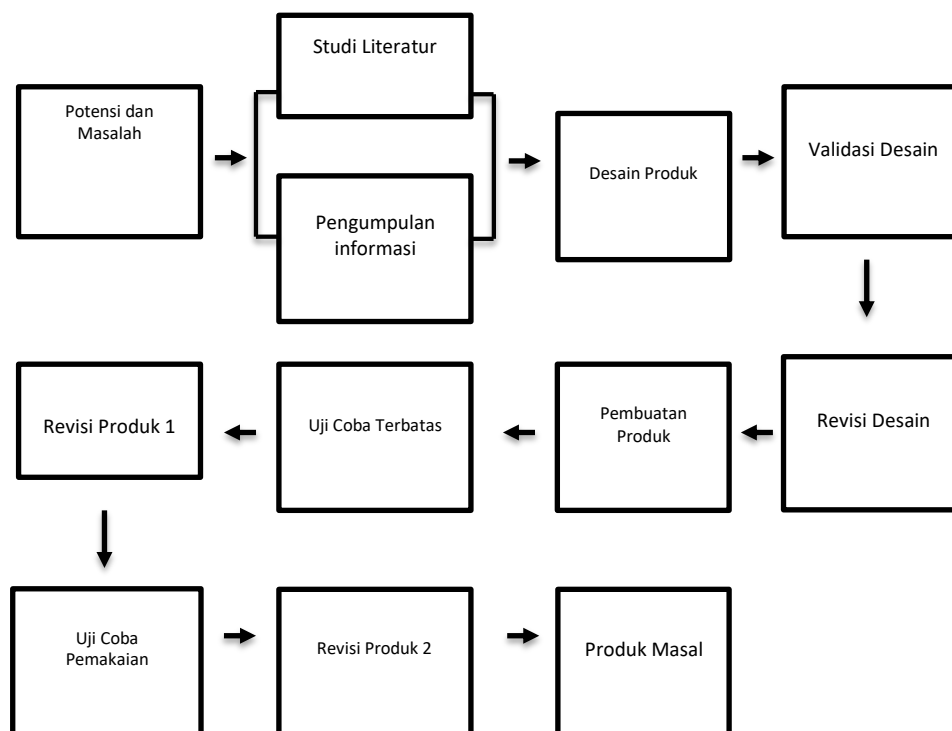 Potensi dan
Masalah
Studi Literatur
Pengumpulan
informasi
Desain Produk
Validasi Desain
Revisi Desain
Pembuatan
Produk
Uji Coba Terbatas
Revisi Produk 1
Uji Coba
Pemakaian
Revisi Produk 2
Produk Masal